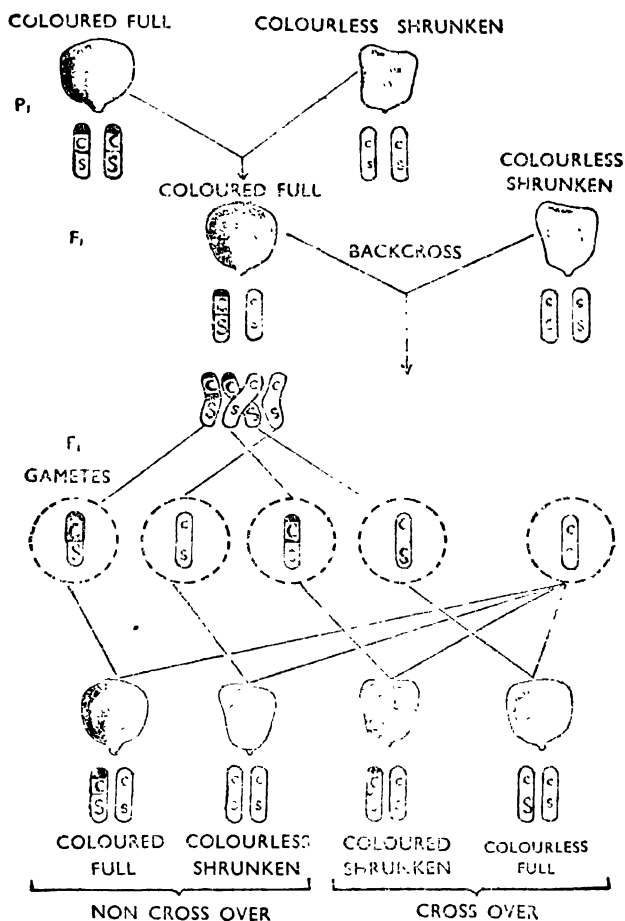 COLOURED FULL
COLOURLESS SHRUNKEN
P₁
C C
S S
c c
s s
COLOURED FULL
COLOURLESS
SHRUNKEN
F₁
BACKCROSS
C c
S s
c c
s
C C c c
S s S s
F₁
GAMETES
C c C c c
S s S
C c c c C c c c
S s s S s
COLOURED
FULL
COLOURLESS
SHRUNKEN
COLOURED
SHRUNKEN
COLOURLESS
FULL
NON CROSS OVER
CROSS OVER